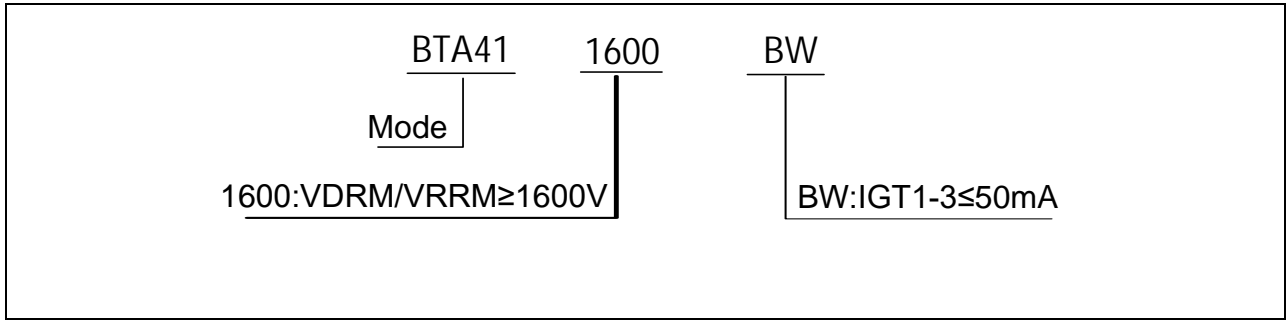 BTA41 1600 BW
Mode
1600:VDRM/VRRM≥1600V BW:IGT1-3≤50mA